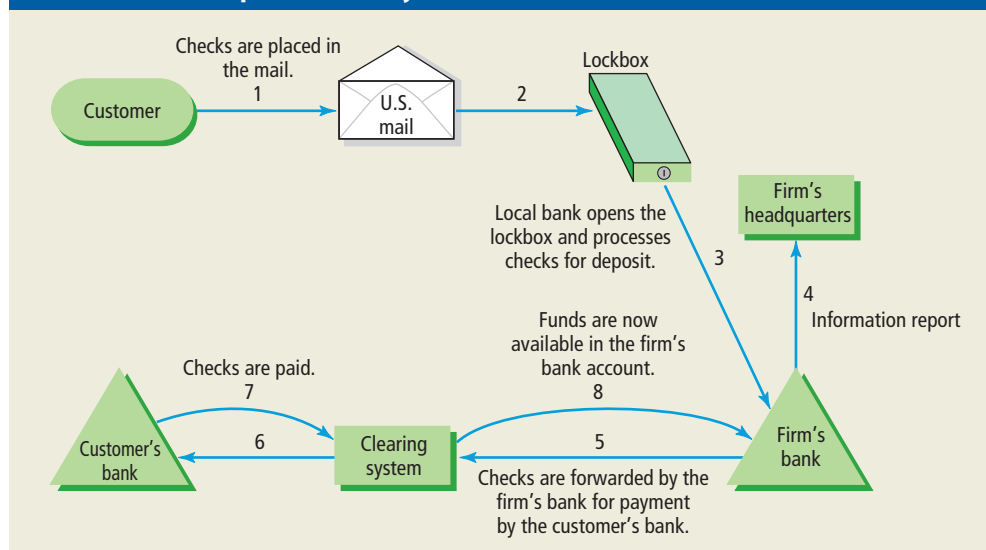 Checks are placed in
the mail.
1
Customer
U.S.
mail
2
Lockbox
Local bank opens the
lockbox and processes
checks for deposit.
3
Firm's
headquarters
4
Information report
Funds are now
available in the firm's
bank account.
8
Checks are paid.
7
Customer's
bank
6
Clearing
system
5
Firm's
bank
Checks are forwarded by the
firm's bank for payment
by the customer's bank.